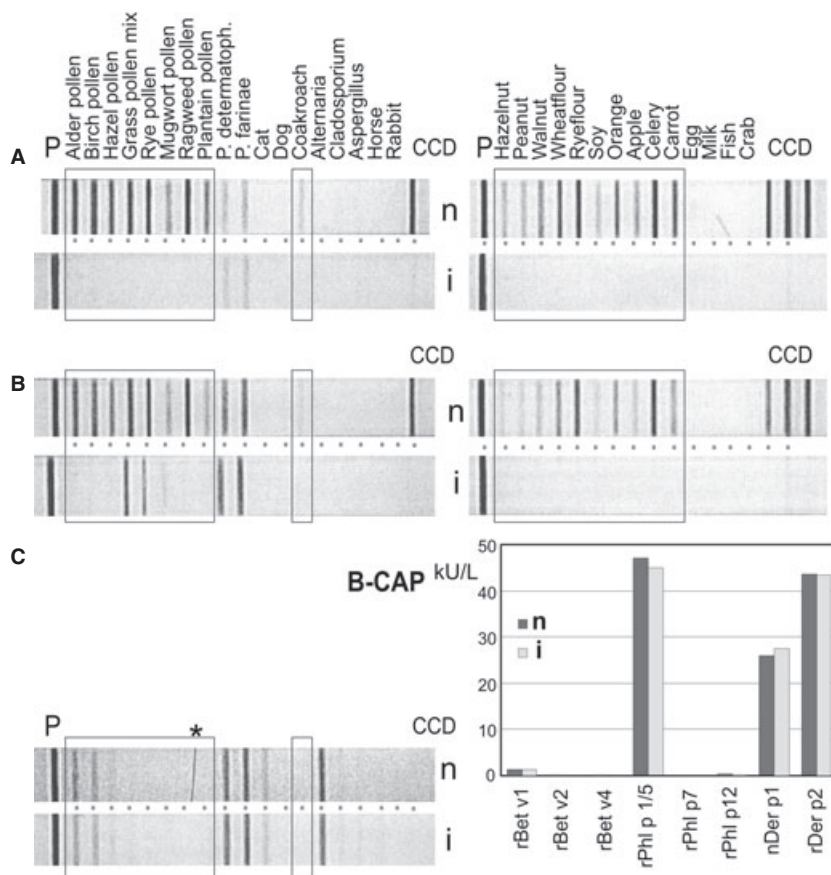 P Alder pollen Birch pollen Hazel pollen Grass pollen mix Rye pollen Mugwort pollen Ragweed pollen Plantain pollen P. determatoph. P. farinae Cat Dog Coakroach Alternaria Cladosporium Aspergillus Horse Rabbit CCD
P Hazelnut Peanut Walnut Wheatflour Ryeflour Soy Orange Apple Celery Carrot Egg Milk Fish Crab CCD
A
n
i
CCD CCD
B
n
i
C
B-CAP kU/L
50
40
30
20
10
0
n
i
rBet v1 rBet v2 rBet v4 rPhl p 1/5 rPhl p7 rPhl p12 nDer p1 rDer p2
P * CCD
n
i